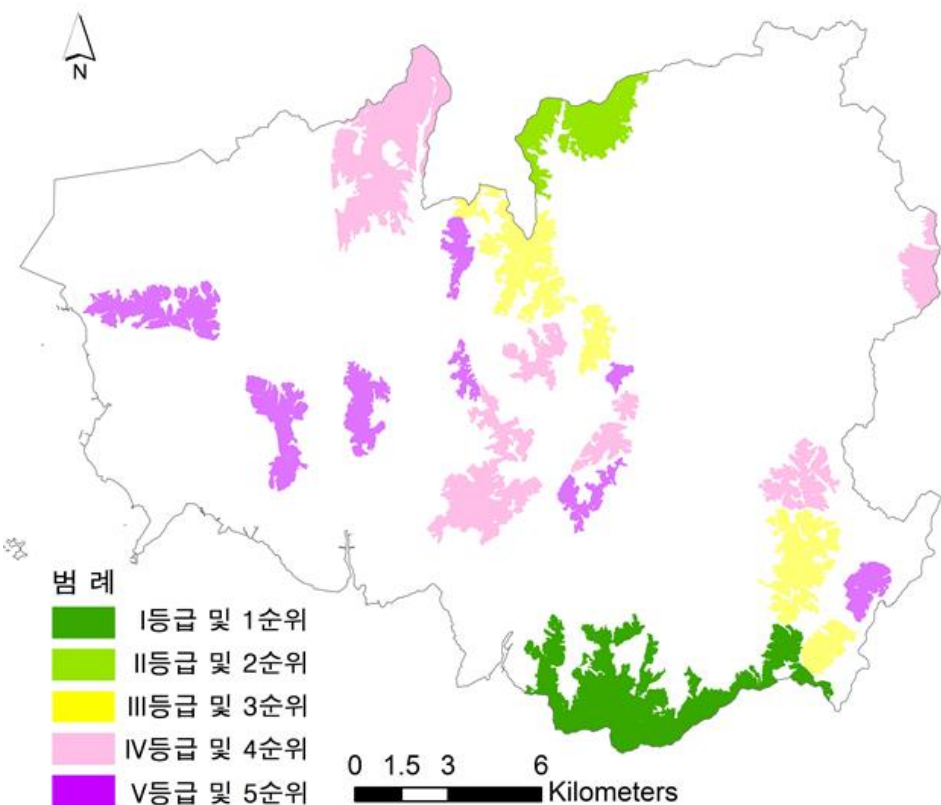 N
범 례
I등급 및 1순위
II등급 및 2순위
III등급 및 3순위
IV등급 및 4순위
V등급 및 5순위
0 1.5 3 6
Kilometers